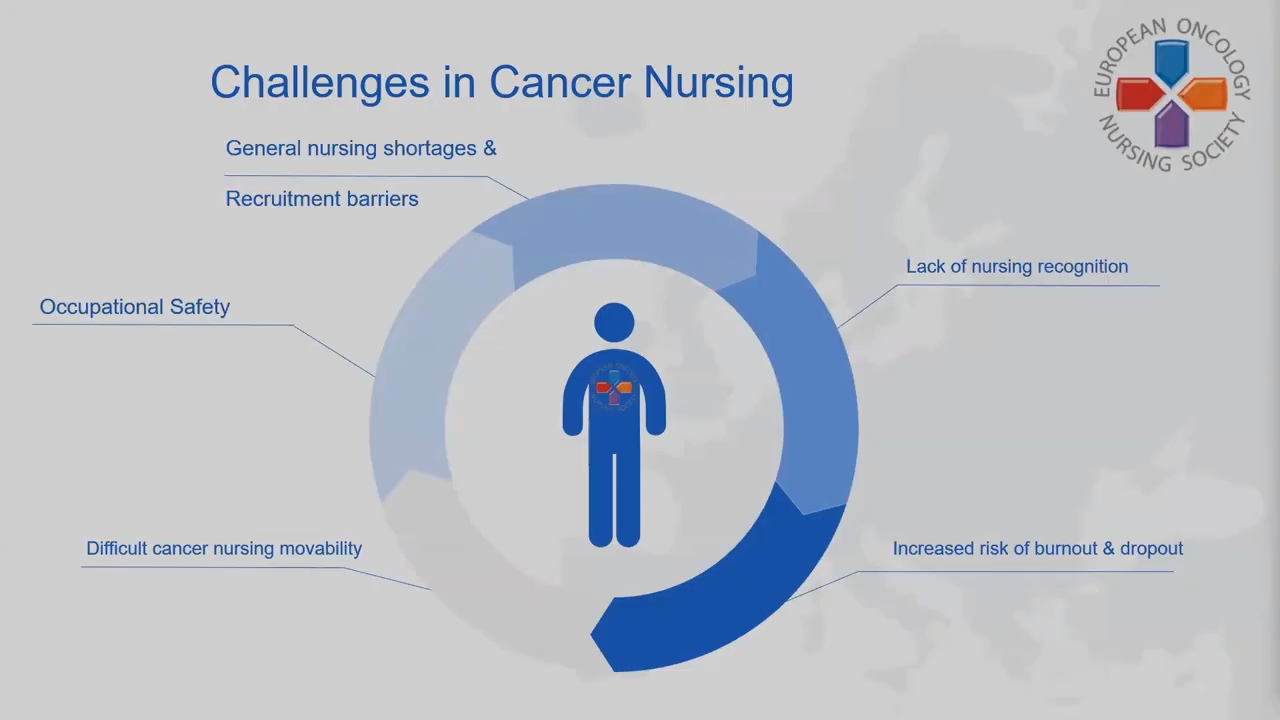 Challenges in Cancer Nursing
EUROPEAN ONCOLOGY
NURSING SOCIETY
General nursing shortages &
Recruitment barriers
Lack of nursing recognition
Occupational Safety
Difficult cancer nursing movability
Increased risk of burnout & dropout